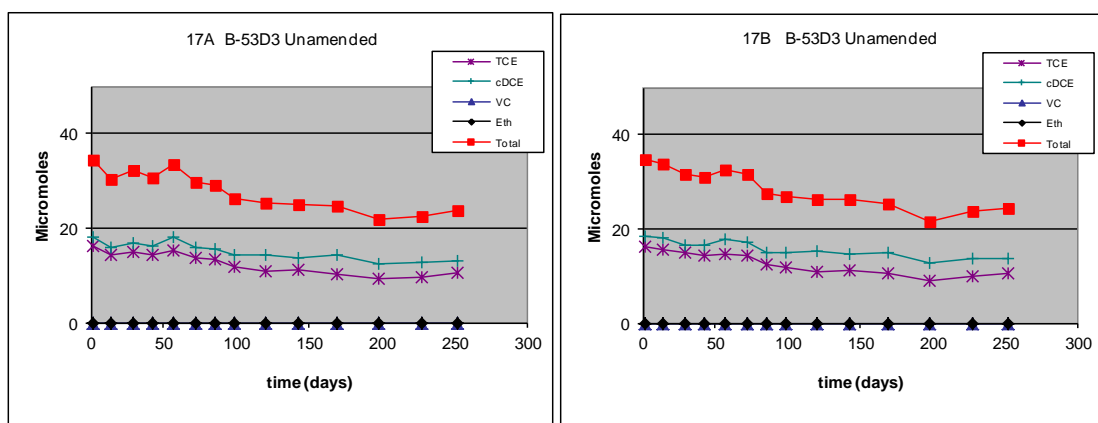 17A B-53D3 Unamended
TCE
cDCE
VC
Eth
Total
Micromoles
40
20
0
0 50 100 150 200 250 300
time (days)
17B B-53D3 Unamended
TCE
cDCE
VC
Eth
Total
Micromoles
40
20
0
0 50 100 150 200 250 300
time (days)